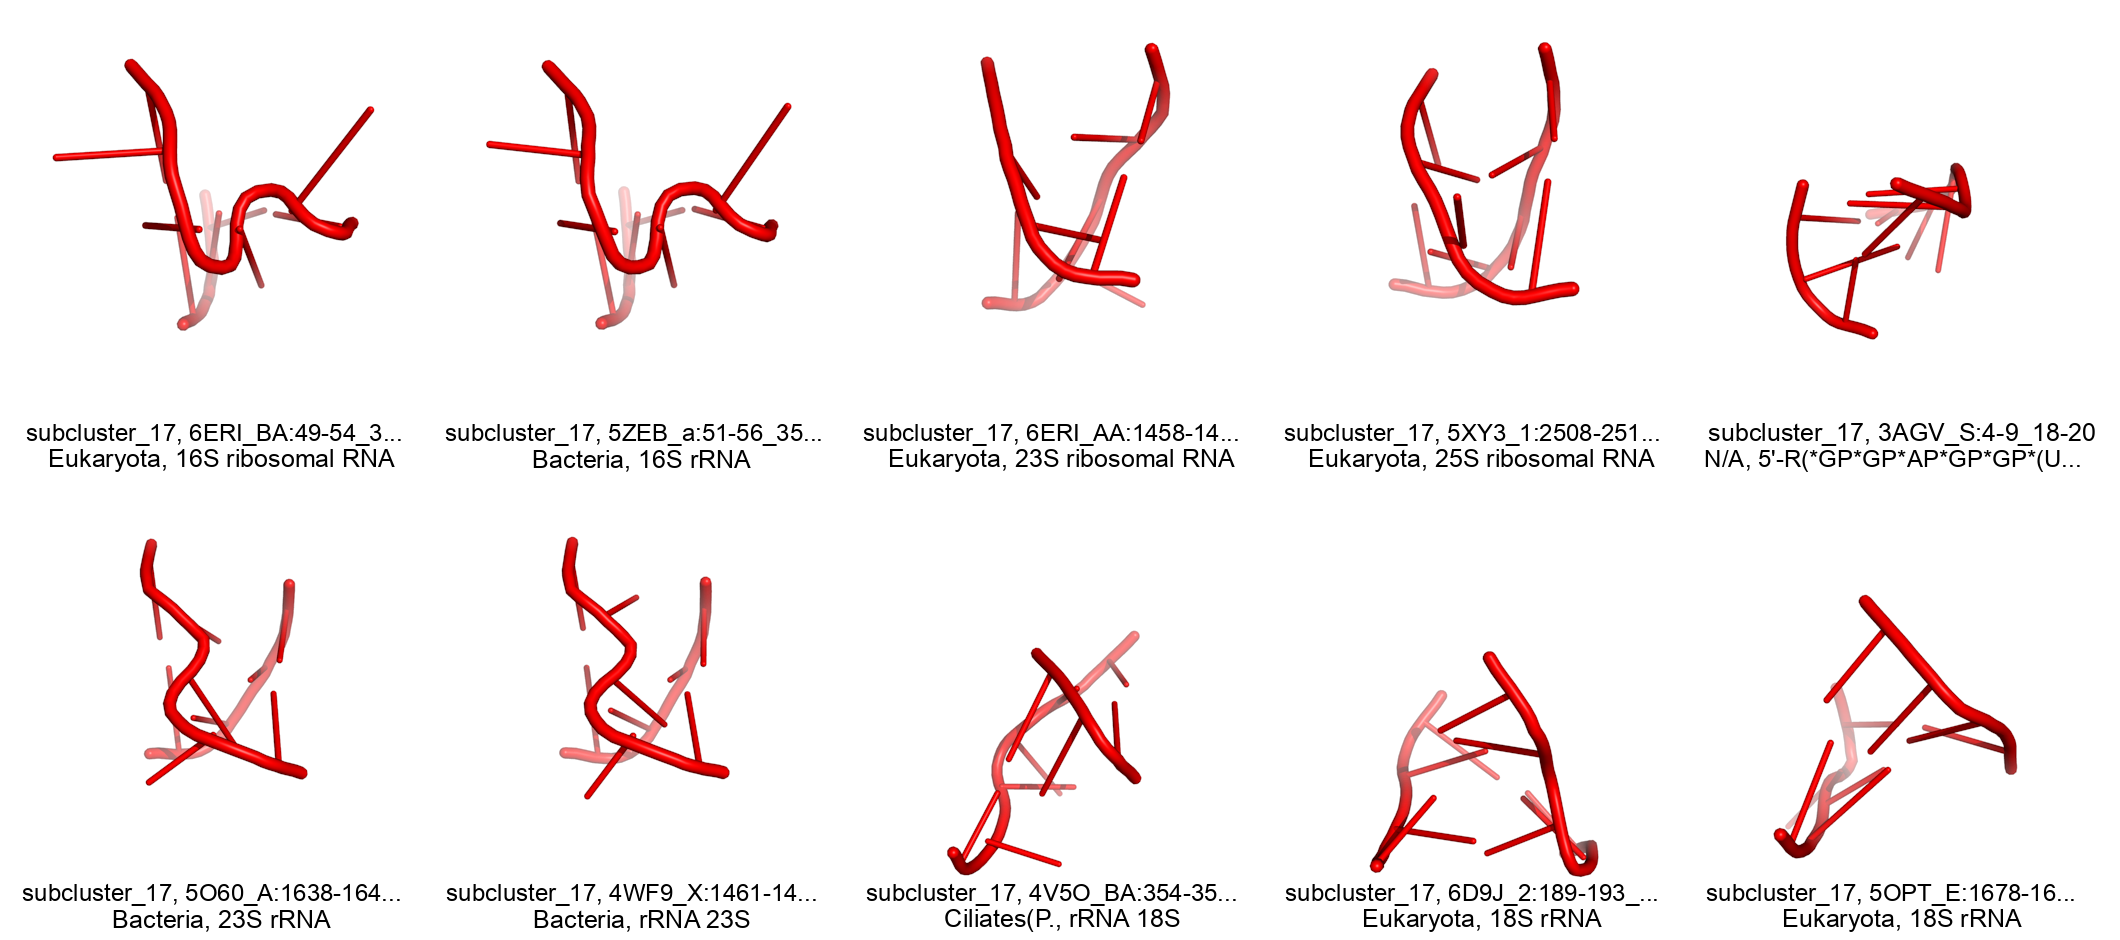 subcluster_17, 6ERI_BA:49-54_3...
Eukaryota, 16S ribosomal RNA
subcluster_17, 5ZEB_a:51-56_35...
Bacteria, 16S rRNA
subcluster_17, 6ERI_AA:1458-14...
Eukaryota, 23S ribosomal RNA
subcluster_17, 5XY3_1:2508-251...
Eukaryota, 25S ribosomal RNA
subcluster_17, 3AGV_S:4-9_18-20
N/A, 5'-R(*GP*GP*AP*GP*GP*(U...
subcluster_17, 5O60_A:1638-164...
Bacteria, 23S rRNA
subcluster_17, 4WF9_X:1461-14...
Bacteria, rRNA 23S
subcluster_17, 4V5O_BA:354-35...
Ciliates(P., rRNA 18S
subcluster_17, 6D9J_2:189-193_...
Eukaryota, 18S rRNA
subcluster_17, 5OPT_E:1678-16...
Eukaryota, 18S rRNA